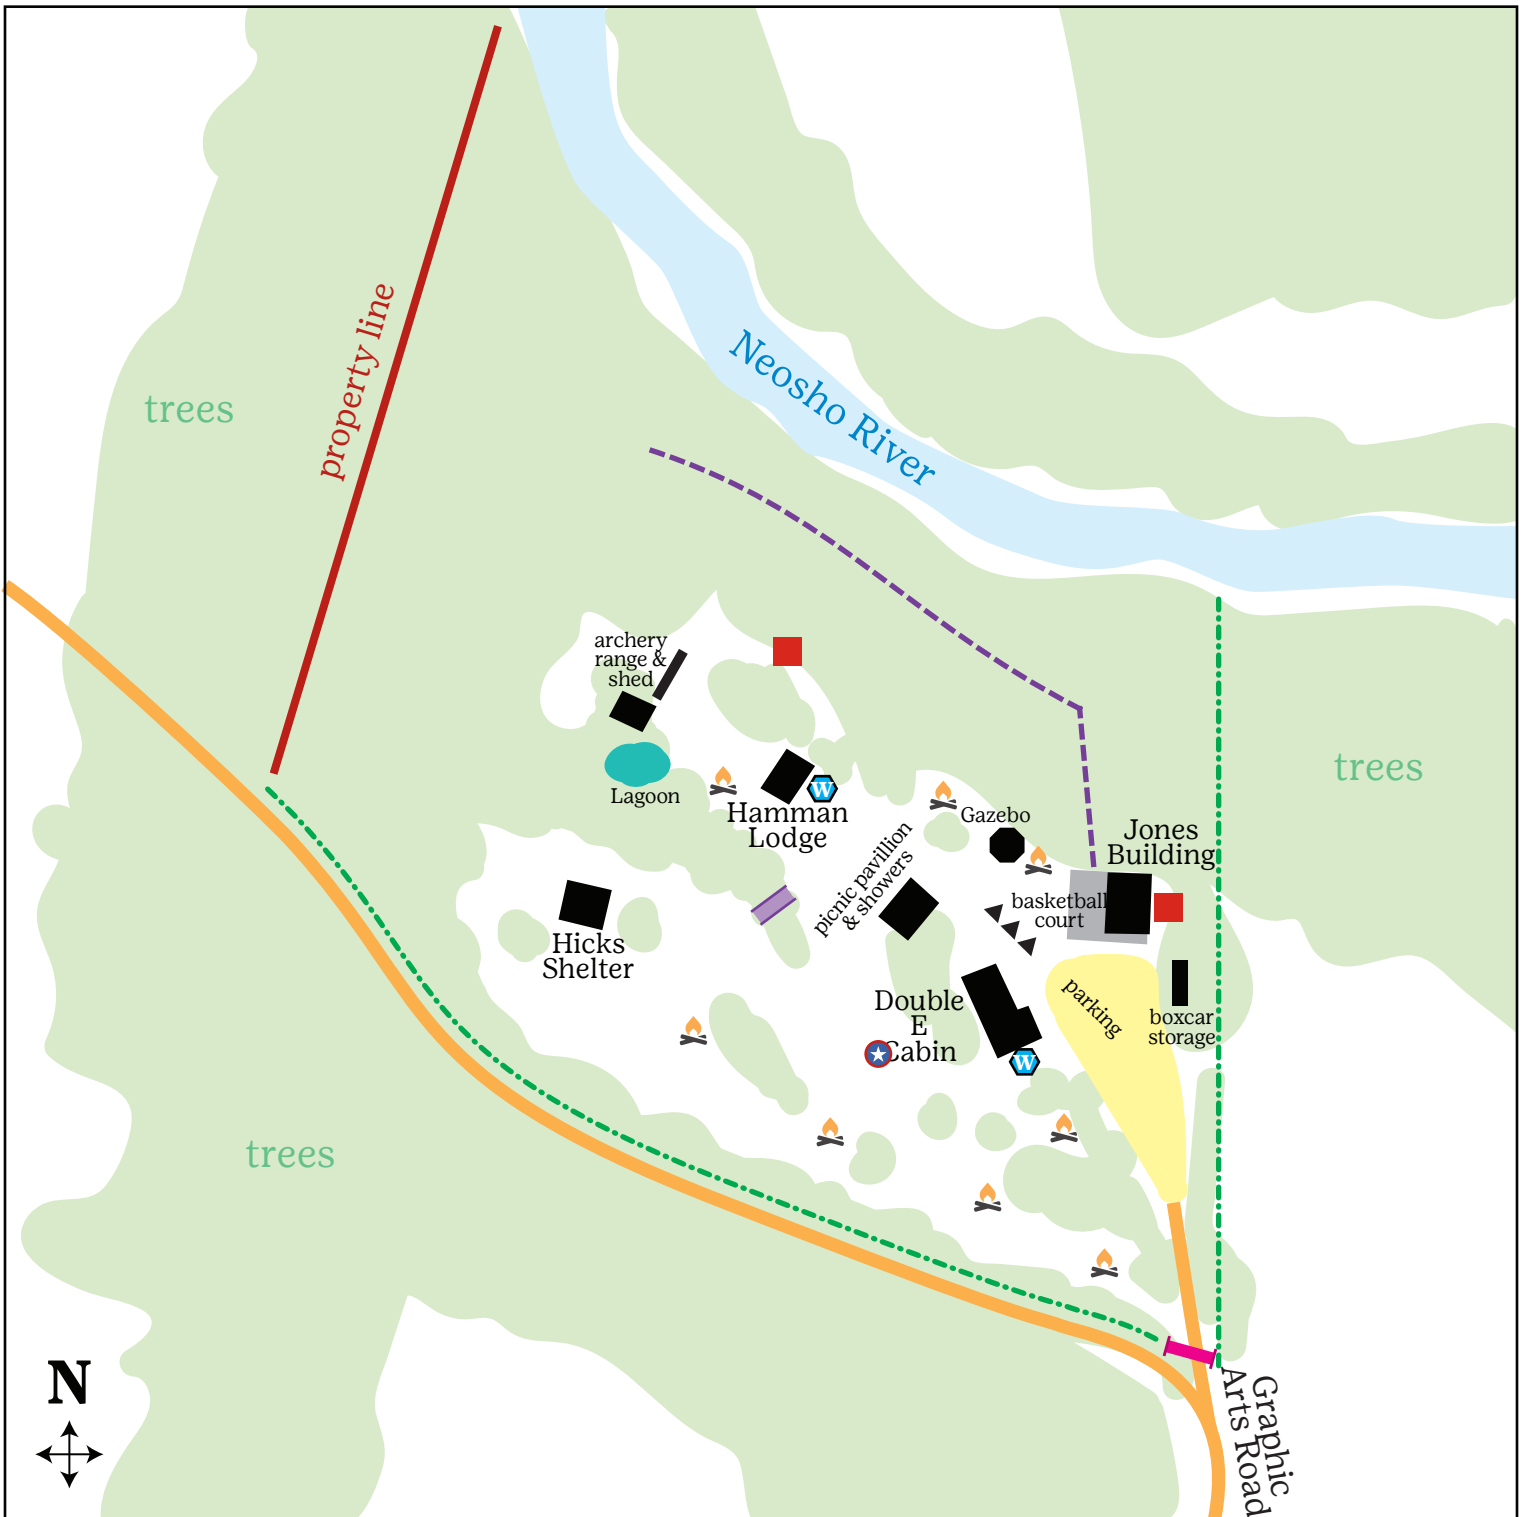 Neosho River
property line
trees
archery
range &
shed
Lagoon
W
Hamman
Lodge
trees
Gazebo
Jones
Building
picnic pavillion
& showers
basketball
court
Hicks
Shelter
Double
E
Cabin
W
parking
boxcar
storage
trees
N
Graphic
Arts Road